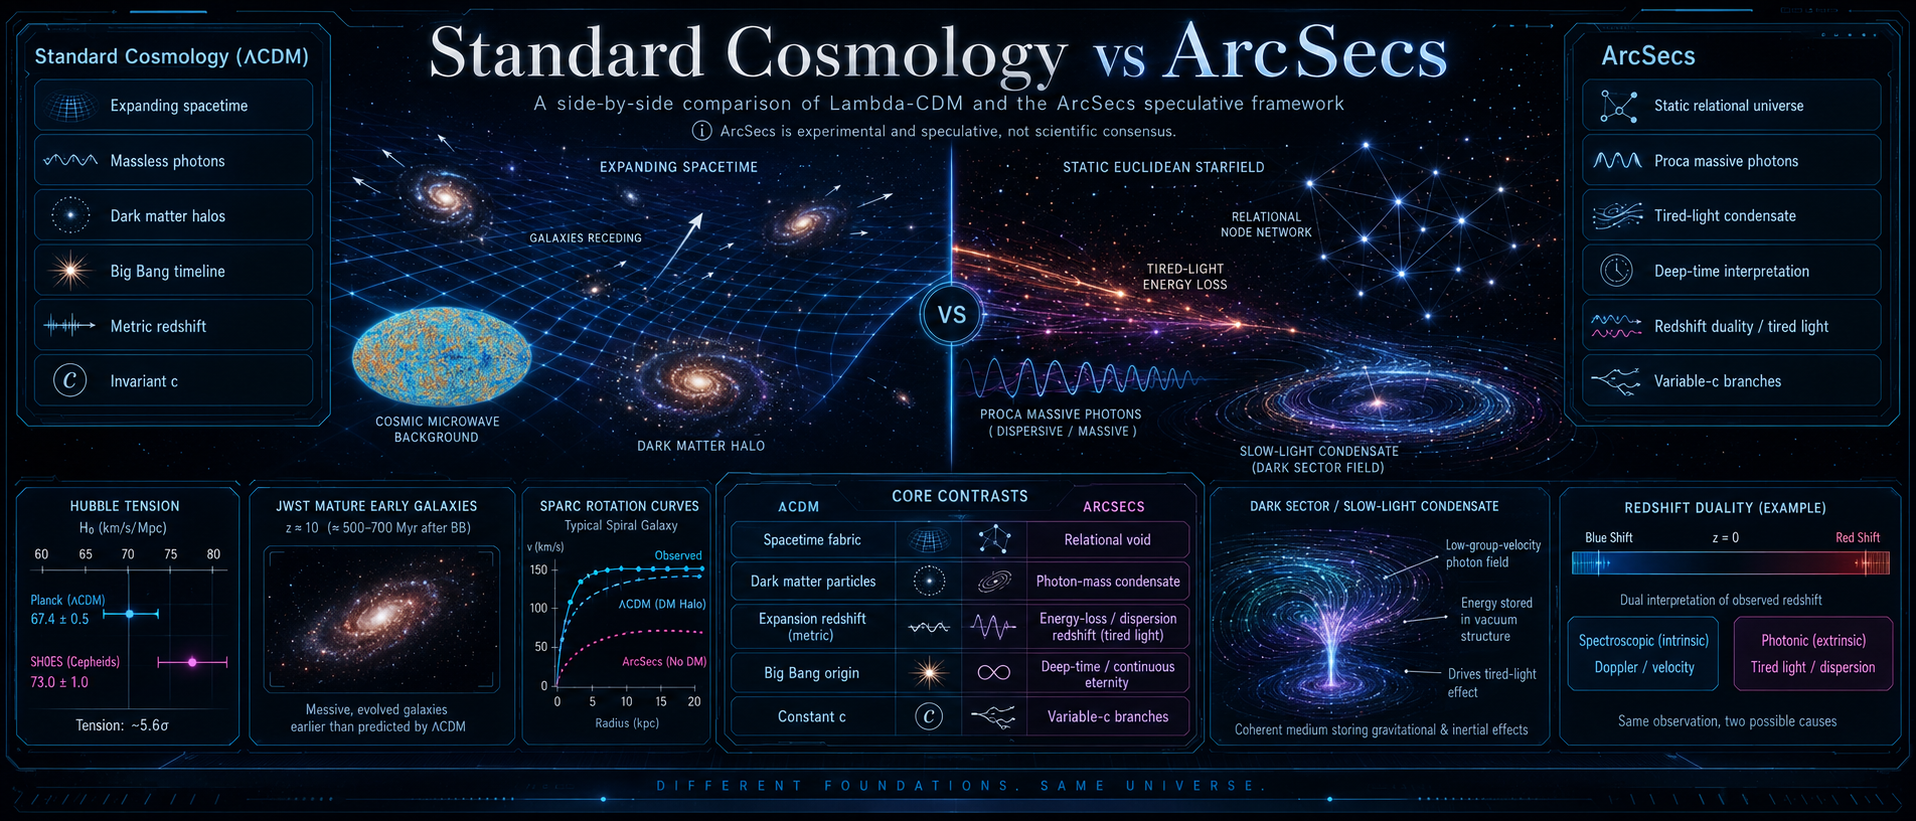 Standard Cosmology vs ArcSecs
A side-by-side comparison of Lambda-CDM and the ArcSecs speculative framework
i ArcSecs is experimental and speculative, not scientific consensus.
Standard Cosmology (ΛCDM)
Expanding spacetime
Massless photons
Dark matter halos
Big Bang timeline
Metric redshift
C Invariant c
EXPANDING SPACETIME
GALAXIES RECEDING
COSMIC MICROWAVE
BACKGROUND
DARK MATTER HALO
VS
STATIC EUCLIDEAN STARFIELD
RELATIONAL
NODE NETWORK
TIRED-LIGHT
ENERGY LOSS
PROCA MASSIVE PHOTONS
( DISPERSIVE / MASSIVE )
SLOW-LIGHT CONDENSATE
(DARK SECTOR FIELD)
ArcSecs
Static relational universe
Proca massive photons
Tired-light condensate
Deep-time interpretation
Redshift duality / tired light
Variable-c branches
HUBBLE TENSION
H₀ (km/s/Mpc)
60 65 70 75 80
Planck (ΛCDM)
67.4 ± 0.5
SH0ES (Cepheids)
73.0 ± 1.0
Tension: ~5.6σ
JWST MATURE EARLY GALAXIES
z ≈ 10 (≈ 500–700 Myr after BB)
Massive, evolved galaxies
earlier than predicted by ΛCDM
SPARC ROTATION CURVES
Typical Spiral Galaxy
v (km/s)
Observed
150
ΛCDM (DM Halo)
100
50
ArcSecs (No DM)
0
0 5 10 15 20
Radius (kpc)
CORE CONTRASTS
ΛCDM ARCSECS
Spacetime fabric Relational void
Dark matter particles Photon-mass condensate
Expansion redshift Energy-loss / dispersion
(metric) redshift (tired light)
Big Bang origin Deep-time / continuous
eternity
Constant c C Variable-c branches
DARK SECTOR / SLOW-LIGHT CONDENSATE
Low-group-velocity
photon field
Energy stored
in vacuum
structure
Drives tired-light
effect
Coherent medium storing gravitational & inertial effects
REDSHIFT DUALITY (EXAMPLE)
Blue Shift z = 0 Red Shift
Dual interpretation of observed redshift
Spectroscopic (intrinsic)
Doppler / velocity
Photonic (extrinsic)
Tired light / dispersion
Same observation, two possible causes
DIFFERENT FOUNDATIONS. SAME UNIVERSE.